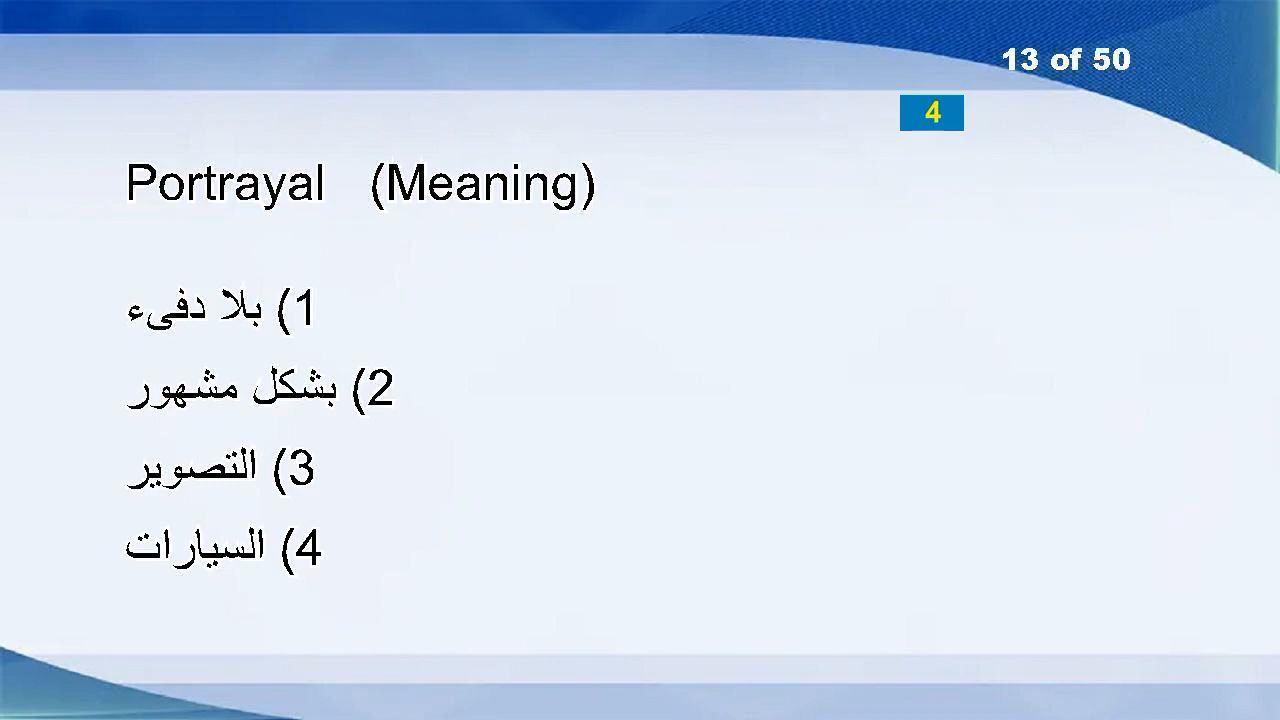 13 of 50
4
Portrayal (Meaning)
1) بلا دفىء
2) بشكل مشهور
3) التصوير
4) السيارات